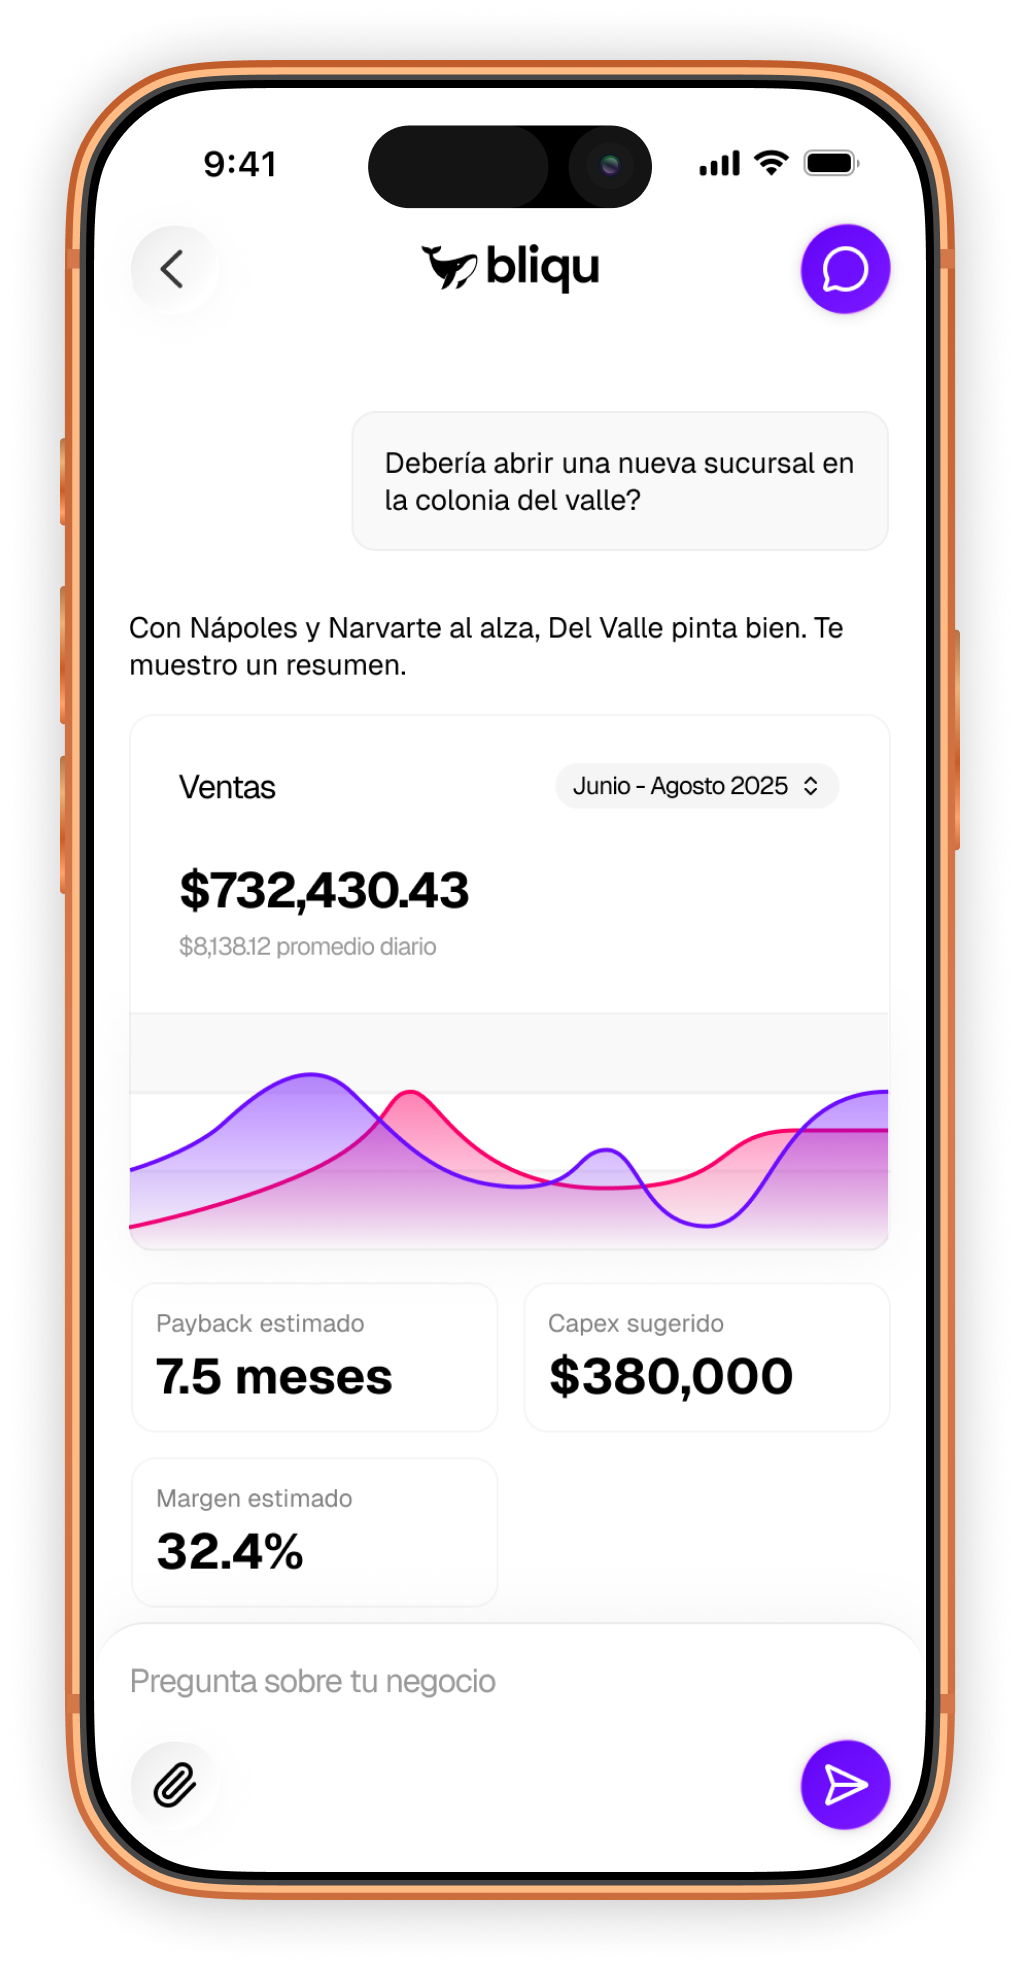 9:41
bliqu
Debería abrir una nueva sucursal en
la colonia del valle?
Con Nápoles y Narvarte al alza, Del Valle pinta bien. Te
muestro un resumen.
Ventas
Junio - Agosto 2025
$732,430.43
$8,138.12 promedio diario
Payback estimado
7.5 meses
Capex sugerido
$380,000
Margen estimado
32.4%
Pregunta sobre tu negocio